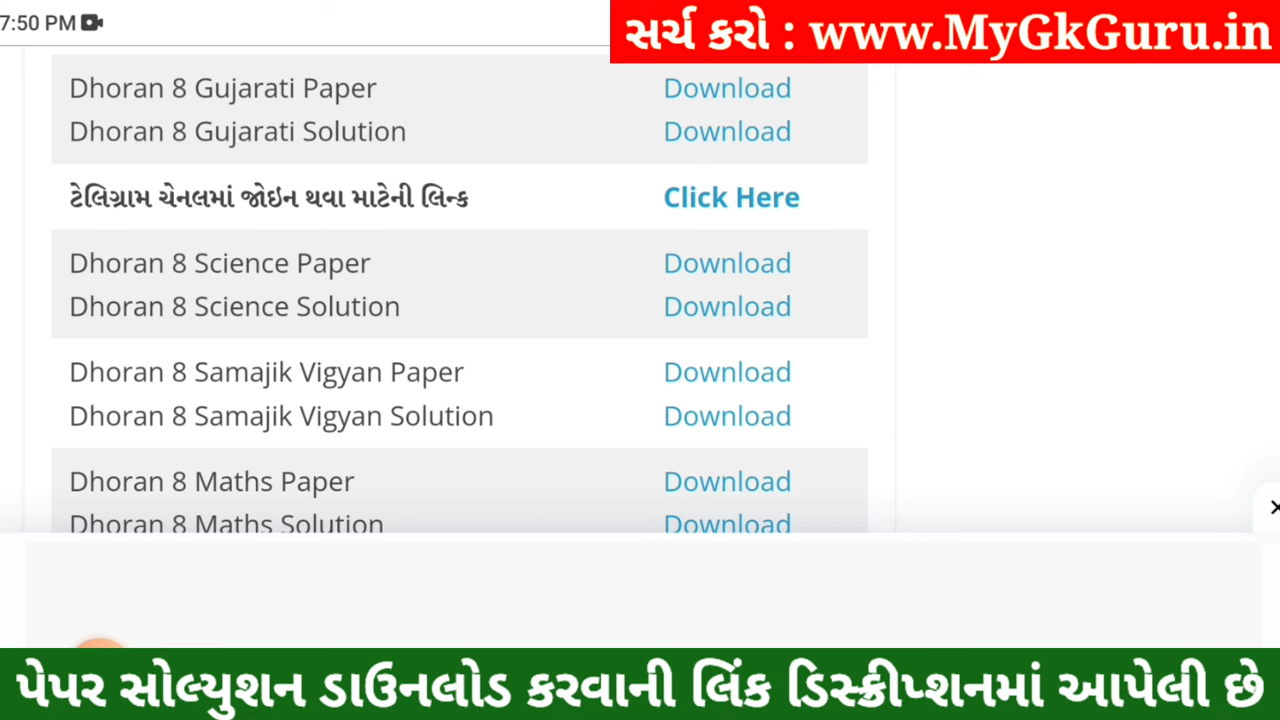 7:50 PM
સર્ચ કરો : www.MyGkGuru.in
Dhoran 8 Gujarati Paper Download
Dhoran 8 Gujarati Solution Download
ટેલિગ્રામ ચેનલમાં જોઇન થવા માટેની લિન્ક Click Here
Dhoran 8 Science Paper Download
Dhoran 8 Science Solution Download
Dhoran 8 Samajik Vigyan Paper Download
Dhoran 8 Samajik Vigyan Solution Download
Dhoran 8 Maths Paper Download
Dhoran 8 Maths Solution Download
પેપર સોલ્યુશન ડાઉનલોડ કરવાની લિંક ડિસ્ક્રીપ્શનમાં આપેલી છે